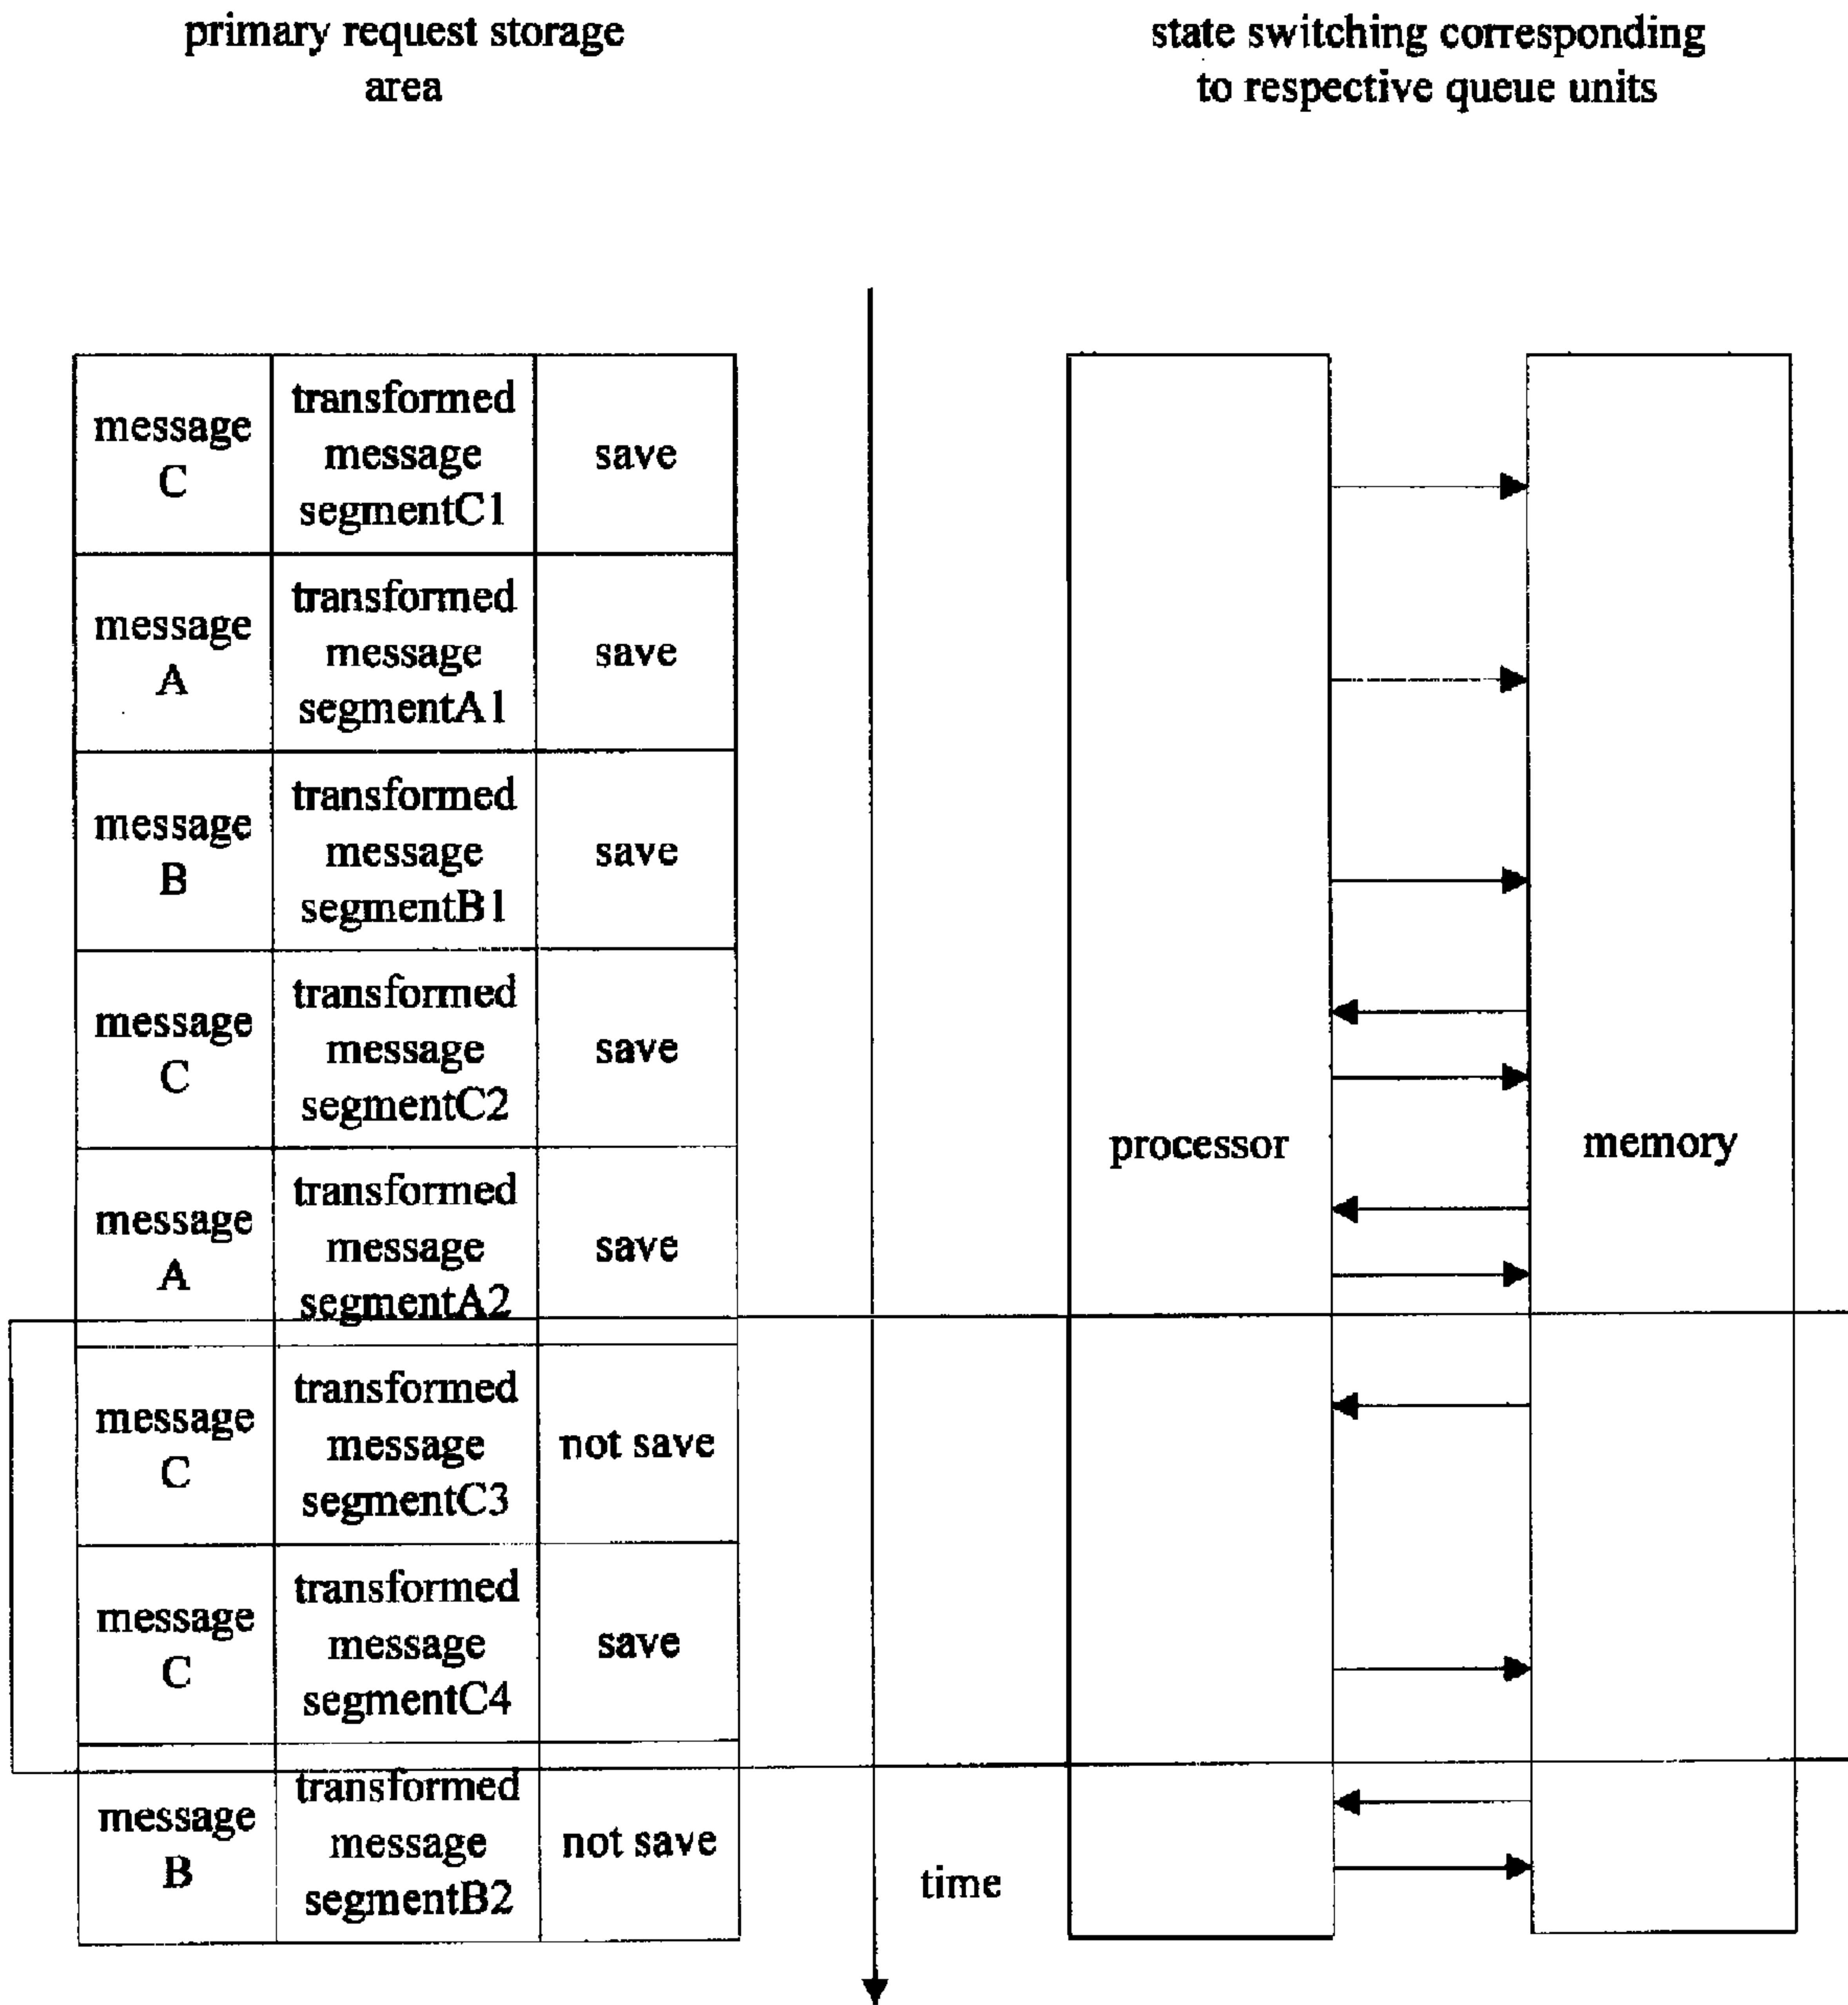 primary request storage
area
state switching corresponding
to respective queue units
message
C
transformed
message
segmentC1
save
message
A
transformed
message
segmentA1
save
message
B
transformed
message
segmentB1
save
message
C
transformed
message
segmentC2
save
message
A
transformed
message
segmentA2
save
message
C
transformed
message
segmentC3
not save
message
C
transformed
message
segmentC4
save
message
B
transformed
message
segmentB2
not save
time
processor
memory